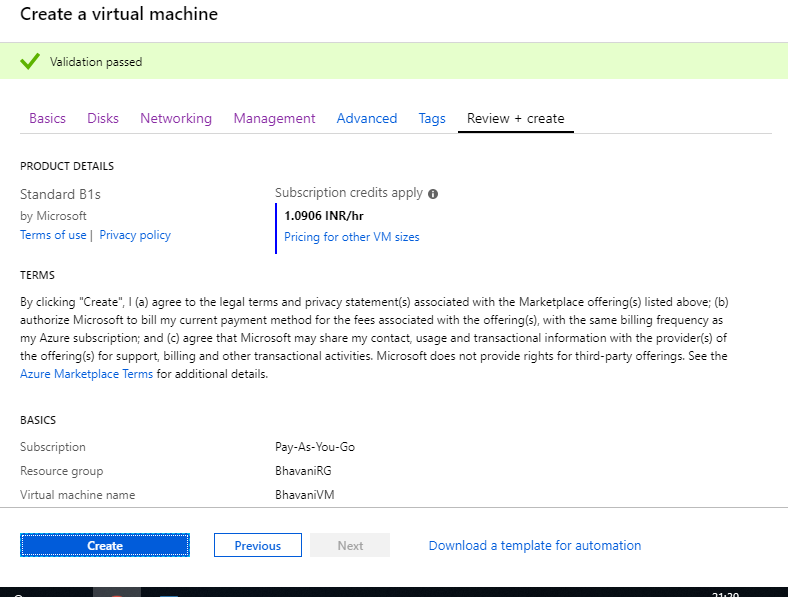 Create a virtual machine
Validation passed
Basics Disks Networking Management Advanced Tags Review + create
PRODUCT DETAILS
Standard B1s
by Microsoft
Terms of use | Privacy policy
Subscription credits apply
1.0906 INR/hr
Pricing for other VM sizes
TERMS
By clicking "Create", I (a) agree to the legal terms and privacy statement(s) associated with the Marketplace offering(s) listed above; (b)
authorize Microsoft to bill my current payment method for the fees associated with the offering(s), with the same billing frequency as
my Azure subscription; and (c) agree that Microsoft may share my contact, usage and transactional information with the provider(s) of
the offering(s) for support, billing and other transactional activities. Microsoft does not provide rights for third-party offerings. See the
Azure Marketplace Terms for additional details.
BASICS
Subscription Pay-As-You-Go
Resource group BhavaniRG
Virtual machine name BhavaniVM
Create Previous Next Download a template for automation